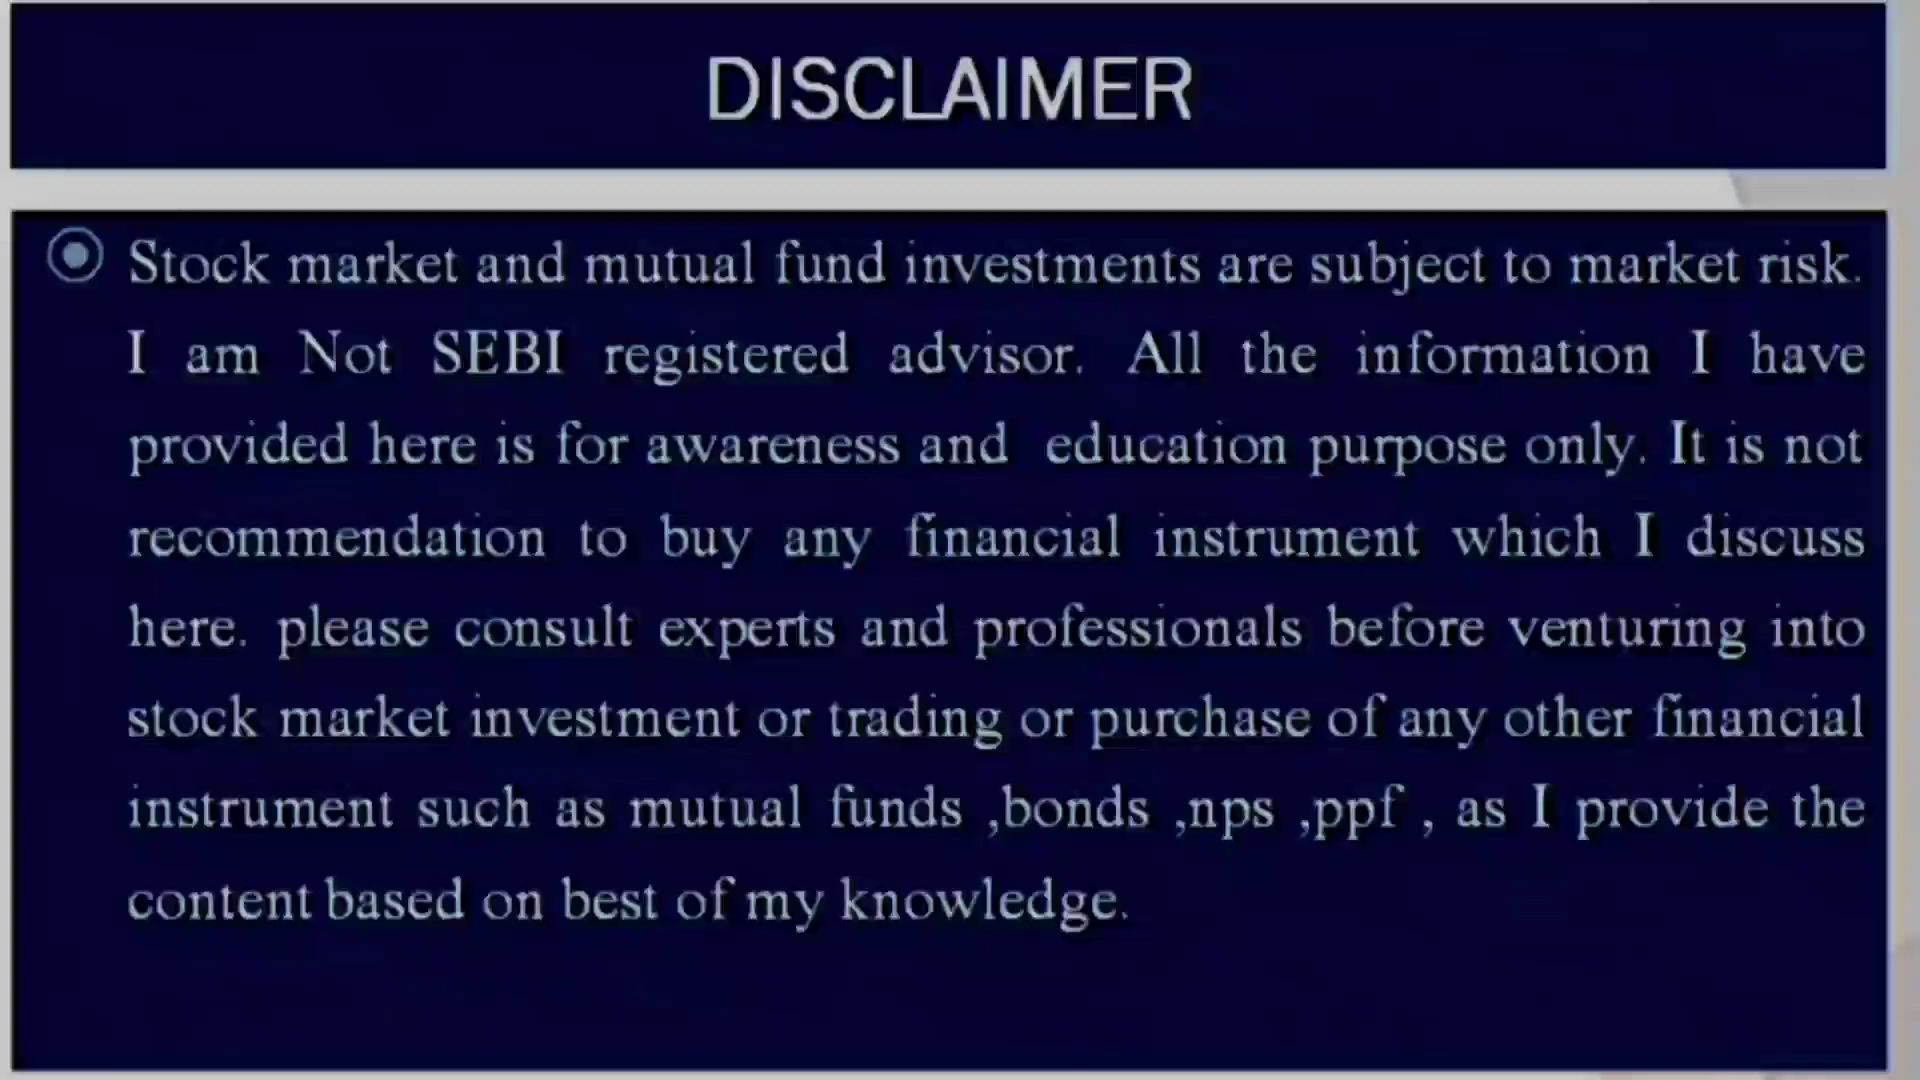 DISCLAIMER
Stock market and mutual fund investments are subject to market risk.
I am Not SEBI registered advisor. All the information I have
provided here is for awareness and education purpose only. It is not
recommendation to buy any financial instrument which I discuss
here. please consult experts and professionals before venturing into
stock market investment or trading or purchase of any other financial
instrument such as mutual funds ,bonds ,nps ,ppf , as I provide the
content based on best of my knowledge.